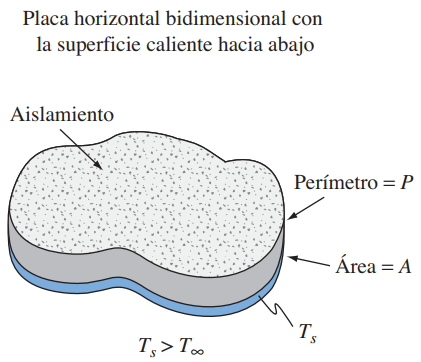 Placa horizontal bidimensional con
la superficie caliente hacia abajo
Aislamiento
Perímetro = P
Área = A
Tₛ
Tₛ > T∞